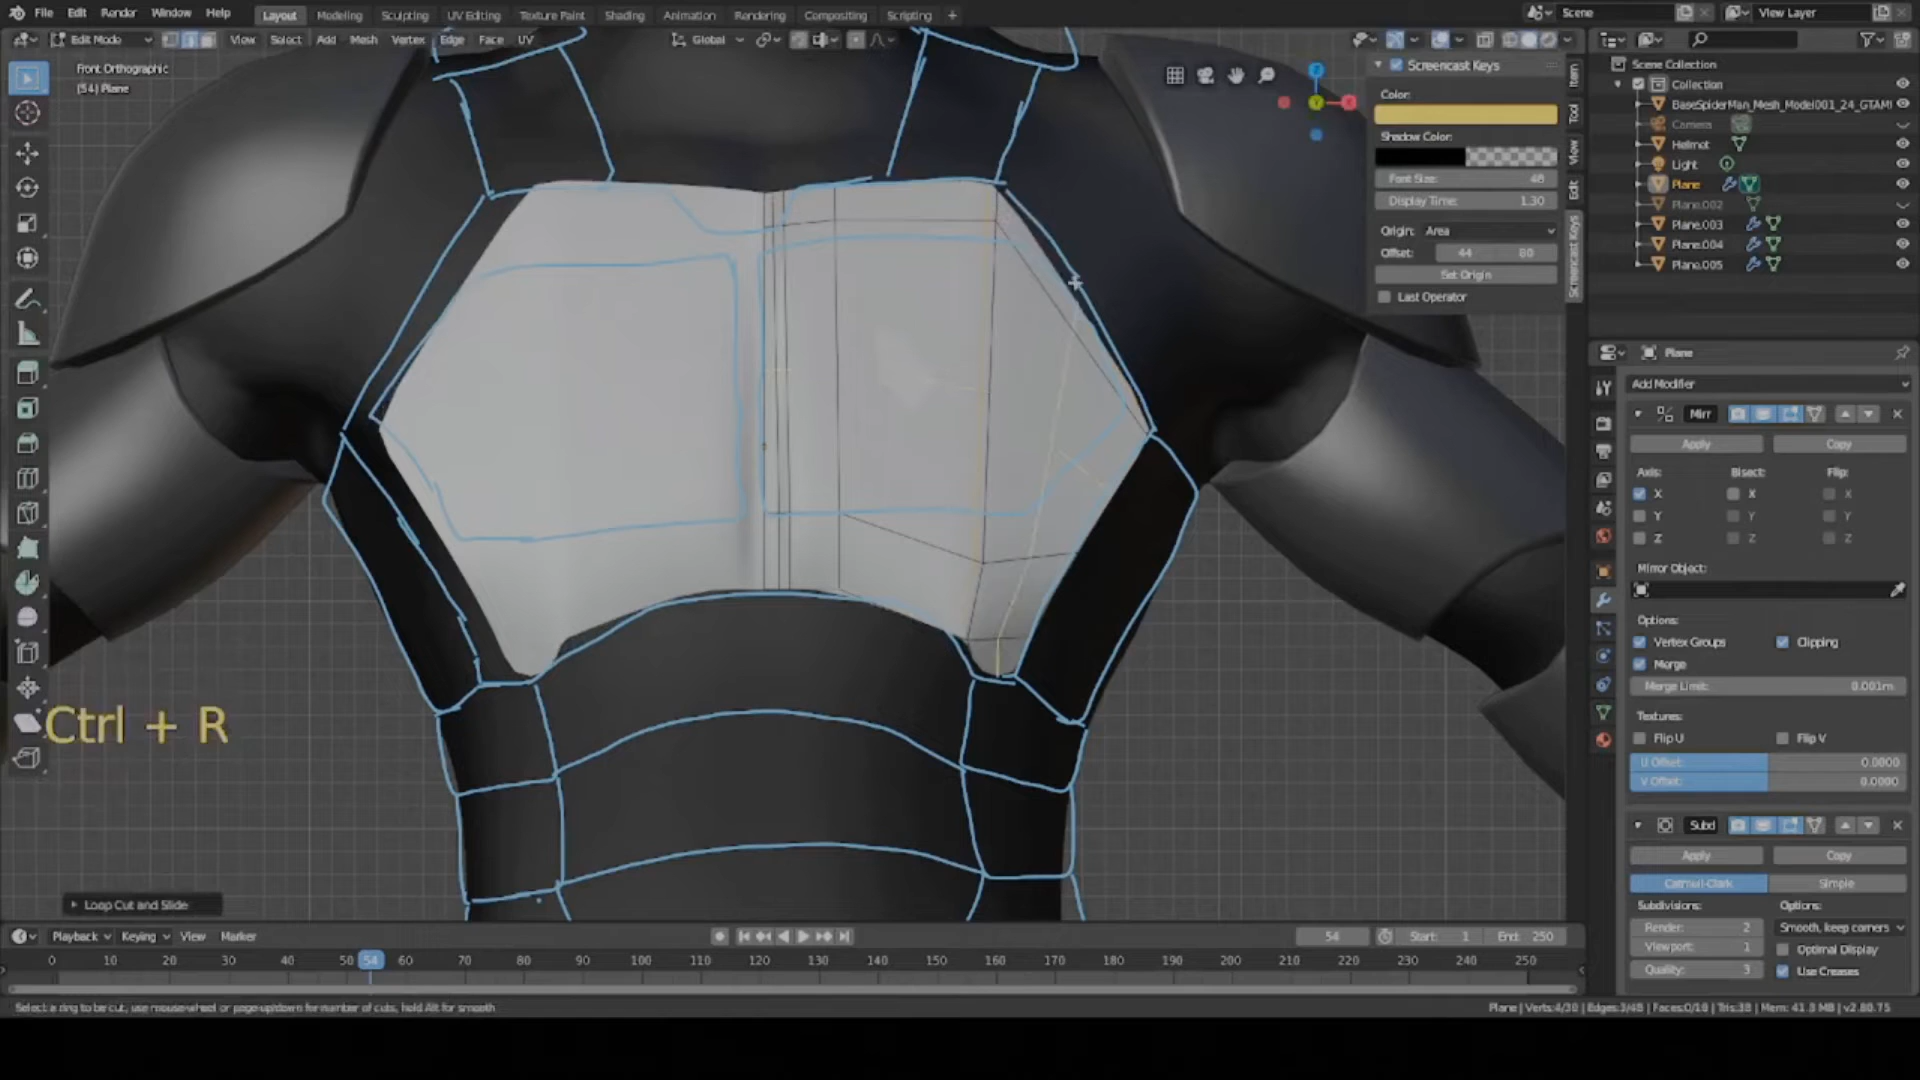 File Edit Render Window Help Layout Modeling Sculpting UV Editing Texture Paint Shading Animation Rendering Compositing Scripting + Scene View Layer
Edit Mode View Select Add Mesh Vertex Edge Face UV Global
Front Orthographic
(54) Plane
Screencast Keys
Color:
Shadow Color:
Font Size: 48
Display Time: 1.30
Origin: Area
Offset: 44 80
Set Origin
Last Operator
Item
Tool
View
Edit
Screencast Keys
Scene Collection
Collection
BaseSpiderMan_Mesh_Model001_24_GTAM
Camera
Helmet
Light
Plane
Plane.002
Plane.003
Plane.004
Plane.005
Plane
Add Modifier
Mirr
Apply Copy
Axis: Bisect: Flip:
X X X
Y Y Y
Z Z Z
Mirror Object:
Options:
Vertex Groups Clipping
Merge
Merge Limit: 0.001m
Textures:
Flip U Flip V
U Offset: 0.0000
V Offset: 0.0000
Subd
Apply Copy
Catmull-Clark Simple
Subdivisions: Options:
Render: 2 Smooth, keep corners
Viewport: 1 Optimal Display
Quality: 3 Use Creases
Ctrl + R
Loop Cut and Slide
Playback Keying View Marker 54 Start: 1 End: 250
0 10 20 30 40 50 54 60 70 80 90 100 110 120 130 140 150 160 170 180 190 200 210 220 230 240 250
Select a ring to be cut, use mouse-wheel or page-up/down for number of cuts, hold Alt for smooth
Plane | Verts:4/30 | Edges:3/48 | Faces:0/18 | Tris:38 | Mem: 41.3 MB | v2.80.75